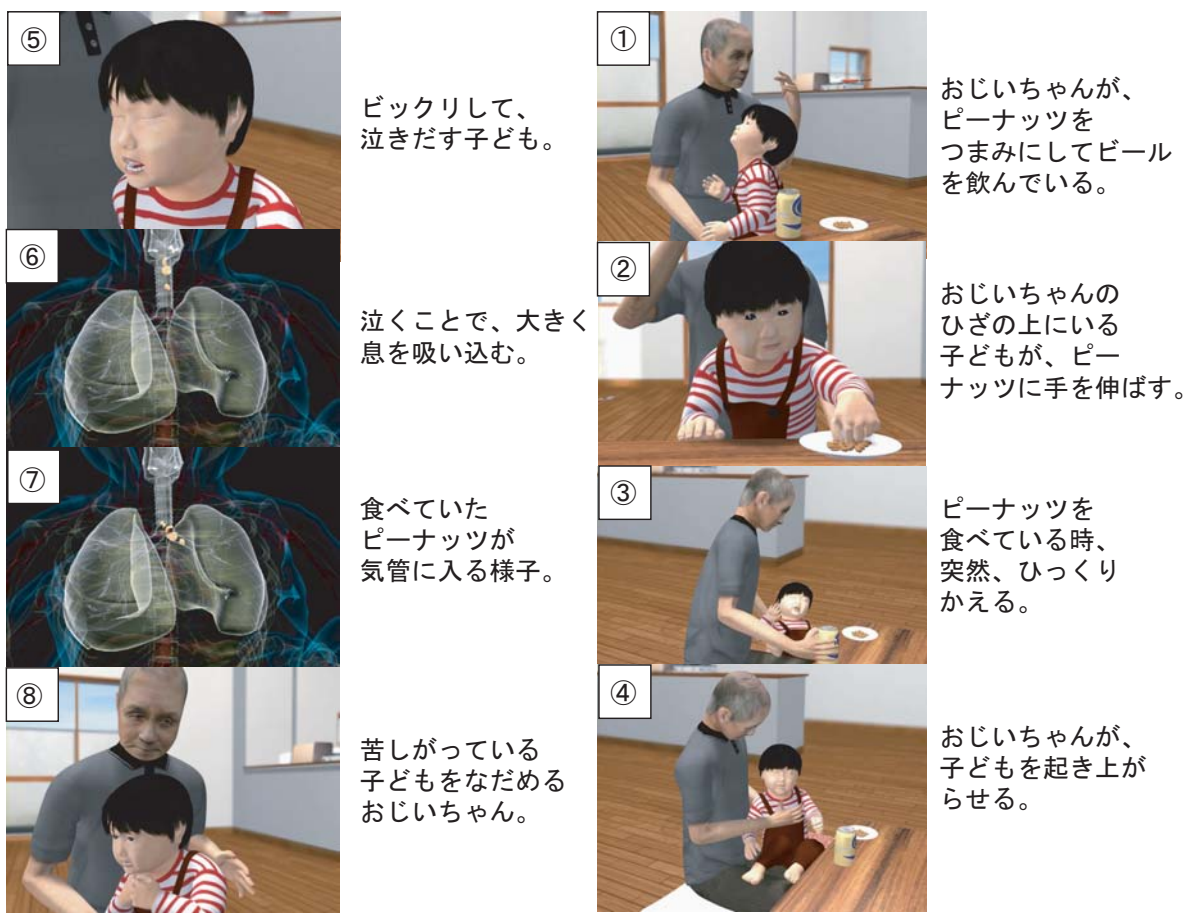 ①
おじいちゃんが、
ピーナッツを
つまみにしてビール
を飲んでいる。
②
おじいちゃんの
ひざの上にいる
子どもが、ピー
ナッツに手を伸ばす。
③
ピーナッツを
食べている時、
突然、ひっくり
かえる。
④
おじいちゃんが、
子どもを起き上が
らせる。
⑤
ビックリして、
泣きだす子ども。
⑥
泣くことで、大きく
息を吸い込む。
⑦
食べていた
ピーナッツが
気管に入る様子。
⑧
苦しがっている
子どもをなだめる
おじいちゃん。